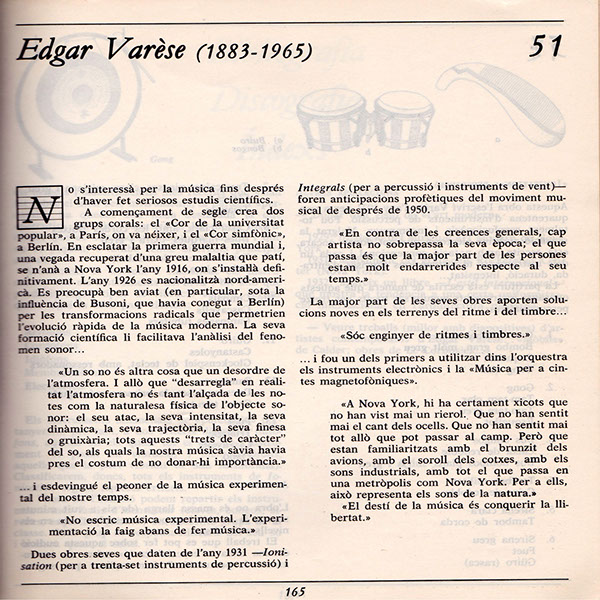 Edgar Varèse (1883-1965)
51
No s'interessà per la música fins després
d'haver fet seriosos estudis científics.
A començament de segle crea dos
grups corals: el «Cor de la universitat
popular», a París, on va néixer, i el «Cor simfònic»,
a Berlín. En esclatar la primera guerra mundial i,
una vegada recuperat d'una greu malaltia que patí,
se n'anà a Nova York l'any 1916, on s'instaŀlà defi-
nitivament. L'any 1926 es nacionalitzà nord-americ-
cà. Es preocupà ben aviat (en particular, sota la
influència de Busoni, que havia conegut a Berlín)
per les transformacions radicals que permetrien
l'evolució ràpida de la música moderna. La seva
formació científica li facilitava l'anàlisi del feno-
men sonor...
«Un so no és altra cosa que un desordre de
l'atmosfera. I allò que "desarregla" en reali-
tat l'atmosfera no és tant l'alçada de les no-
tes com la naturalesa física de l'objecte so-
nor: el seu atac, la seva intensitat, la seva
dinàmica, la seva trajectòria, la seva finesa
o gruixària; tots aquests "trets de caràcter"
del so, als quals la nostra música sàvia havia
pres el costum de no donar-hi importància.»
... i esdevingué el peoner de la música experimen-
tal del nostre temps.
«No escric música experimental. L'experi-
mentació la faig abans de fer música.»
Dues obres seves que daten de l'any 1931 —Ioni-
sation (per a trenta-set instruments de percussió) i
Integrals (per a percussió i instruments de vent)—
foren anticipacions profètiques del moviment mu-
sical de després de 1950.
«En contra de les creences generals, cap
artista no sobrepassa la seva època; el que
passa és que la major part de les persones
estan molt endarrerides respecte al seu
temps.»
La major part de les seves obres aporten solu-
cions noves en els terrenys del ritme i del timbre...
«Sóc enginyer de ritmes i timbres.»
... i fou un dels primers a utilitzar dins l'orquestra
els instruments electrònics i la «Música per a cin-
tes magnetofòniques».
«A Nova York, hi ha certament xicots que
no han vist mai un rierol. Que no han sentit
mai el cant dels ocells. Que no han sentit mai
tot allò que pot passar al camp. Però que
estan familiaritzats amb el brunzit dels
avions, amb el soroll dels cotxes, amb els
sons industrials, amb tot el que passa en
una metròpolis com Nova York. Per a ells,
això representa els sons de la natura.»
«El destí de la música és conquerir la lli-
bertat.»
165